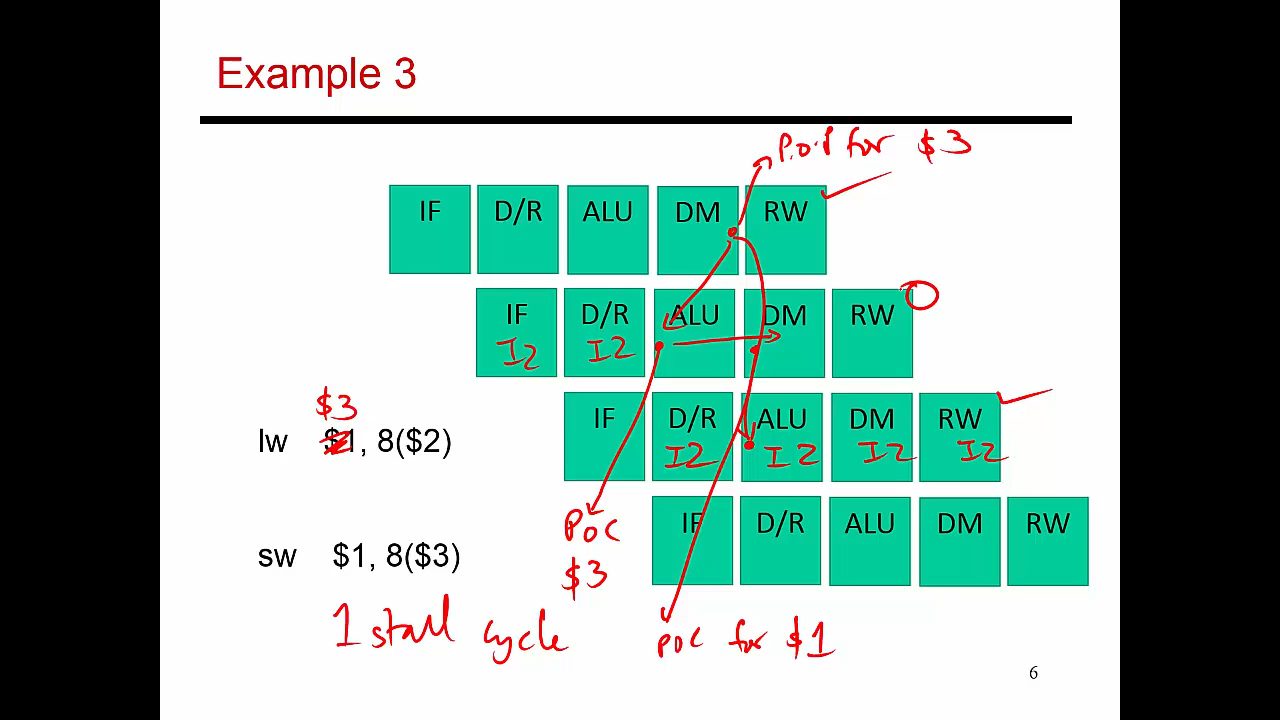 Example 3
P.O.P for $3
IF D/R ALU DM RW
IF D/R ALU DM RW
I2 I2
$3
IF D/R ALU DM RW
lw $1, 8($2)
I2 I2 I2 I2
POC
$3
IF D/R ALU DM RW
sw $1, 8($3)
1 stall cycle
POC for $1
6